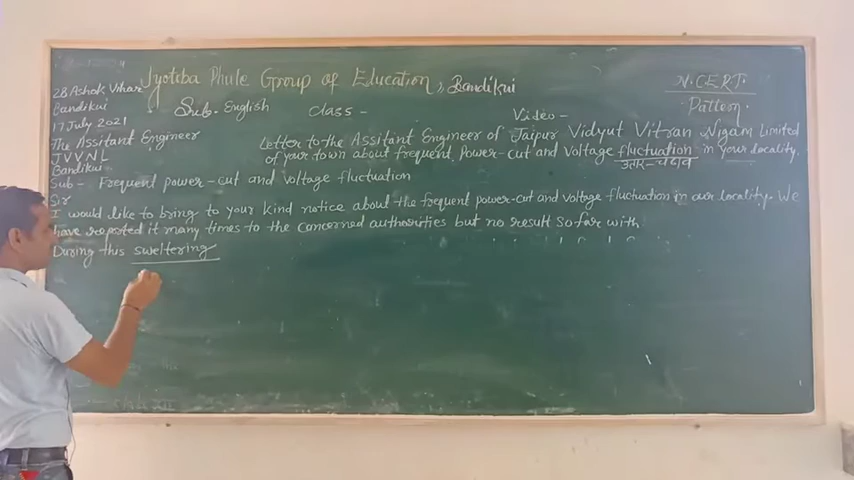 Jyotiba Phule Group of Education, Bandikui
N.CERT.
Pattern.
Sub. English Class - Video -
28 Ashok Vihar
Bandikui
17 July 2021
The Assitant Engineer
JVVNL
Bandikui
Letter to the Assitant Engineer of Jaipur Vidyut Vitran Nigam Limited
of your town about frequent Power-cut and Voltage fluctuation in your locality.
उतार-चढ़ाव
Sub - Frequent power-cut and voltage fluctuation
Sir
I would like to bring to your kind notice about the frequent power-cut and voltage fluctuation in our locality. We
have reported it many times to the concerned authorities but no result so far with
During this sweltering